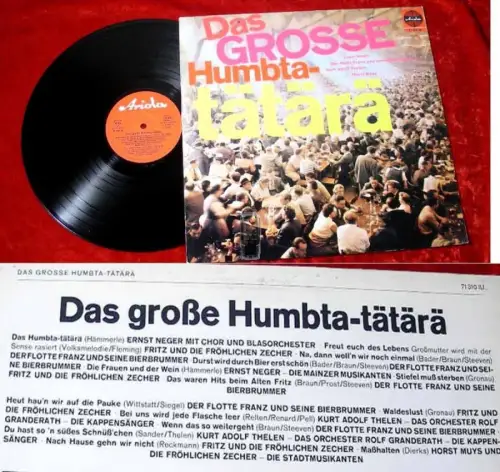 Ariola
Das
GROSSE
Humbta-
tätärä
Ariola
DAS GROSSE HUMBTA-TÄTÄRÄ
71 210 IU
Das große Humbta-tätärä
Das Humbta-tätärä (Hämmerle) ERNST NEGER MIT CHOR UND BLASORCHESTER – Freut euch des Lebens Großmutter wird mit der
Sense rasiert (Volksmelodie/Fleming) FRITZ UND DIE FRÖHLICHEN ZECHER - Na, dann woll'n wir noch einmal (Bader/Braun/Steeven)
DER FLOTTE FRANZ UND SEINE BIERBRUMMER – Durst wird durch Bier erst schön (Bader/Braun/Steeven) DER FLOTTE FRANZ UND SEI-
NE BIERBRUMMER – Die Frauen und der Wein (Hämmerle) ERNST NEGER – DIE MAINZER MUSIKANTEN Stiefel muß sterben (Gronau)
FRITZ UND DIE FRÖHLICHEN ZECHER – Das waren Hits beim Alten Fritz (Braun/Prost/Steeven) DER FLOTTE FRANZ UND SEINE
BIERBRUMMER
Heut hau'n wir auf die Pauke (Wittstatt/Siegel) DER FLOTTE FRANZ UND SEINE BIERBRUMMER – Waldeslust (Gronau) FRITZ UND
DIE FRÖHLICHEN ZECHER – Bei uns wird jede Flasche leer (Relleri/Renard/Pell) KURT ADOLF THELEN – DAS ORCHESTER ROLF
GRANDERATH – DIE KAPPENSÄNGER – Wenn das so weitergeht (Braun/Steeven) DER FLOTTE FRANZ UND SEINE BIERBRUMMER –
Du hast so 'n süßes Schnüß'chen (Sander/Thelen) KURT ADOLF THELEN – DAS ORCHESTER ROLF GRANDERATH – DIE KAPPEN-
SÄNGER – Nach Hause gehn wir nicht (Reckmann) FRITZ UND DIE FRÖHLICHEN ZECHER – Maßhalten (Dierks) HORST MUYS UND
DIE FRÖHLICHEN ZECHER – DIE STADTMUSIKANTEN